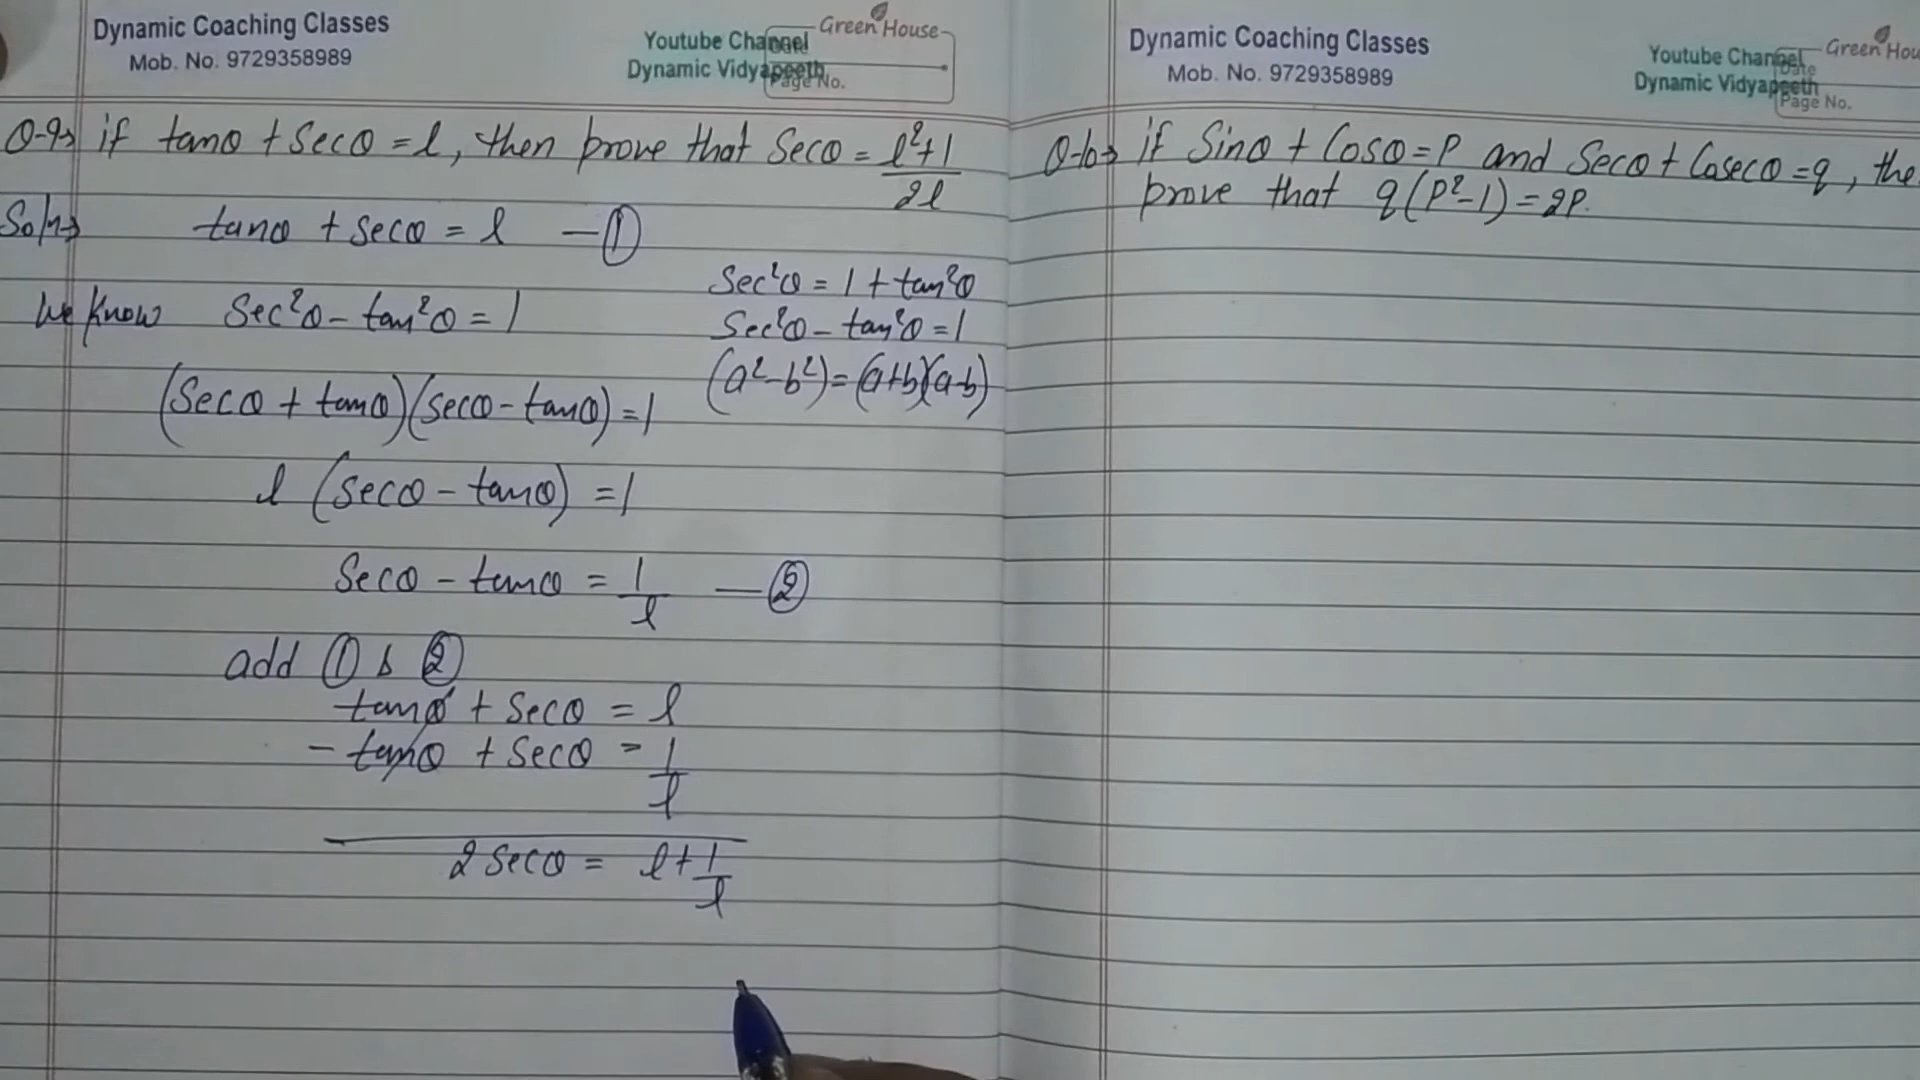 Dynamic Coaching Classes
Mob. No. 9729358989
Youtube Channel
Dynamic Vidyapeeth
Green House
Date
Page No.
Q-9→ if tanθ + Secθ = l, then prove that Secθ = l²+1/2l
Soln→ tanθ + secθ = l —①
We know Sec²θ - tan²θ = 1
Sec²θ = 1 + tan²θ
Sec²θ - tan²θ = 1
(a²-b²) = (a+b)(a-b)
(Secθ + tanθ)(secθ - tanθ) = 1
l (secθ - tanθ) = 1
Secθ - tanθ = 1/l —②
add ① & ②
tanθ + secθ = l
- tanθ + secθ = 1/l
2 secθ = l + 1/l
Dynamic Coaching Classes
Mob. No. 9729358989
Youtube Channel
Dynamic Vidyapeeth
Green Hou
Date
Page No.
Q-10→ if Sinθ + Cosθ = P and Secθ + Cosecθ = q, the
prove that q(P²-1) = 2P.